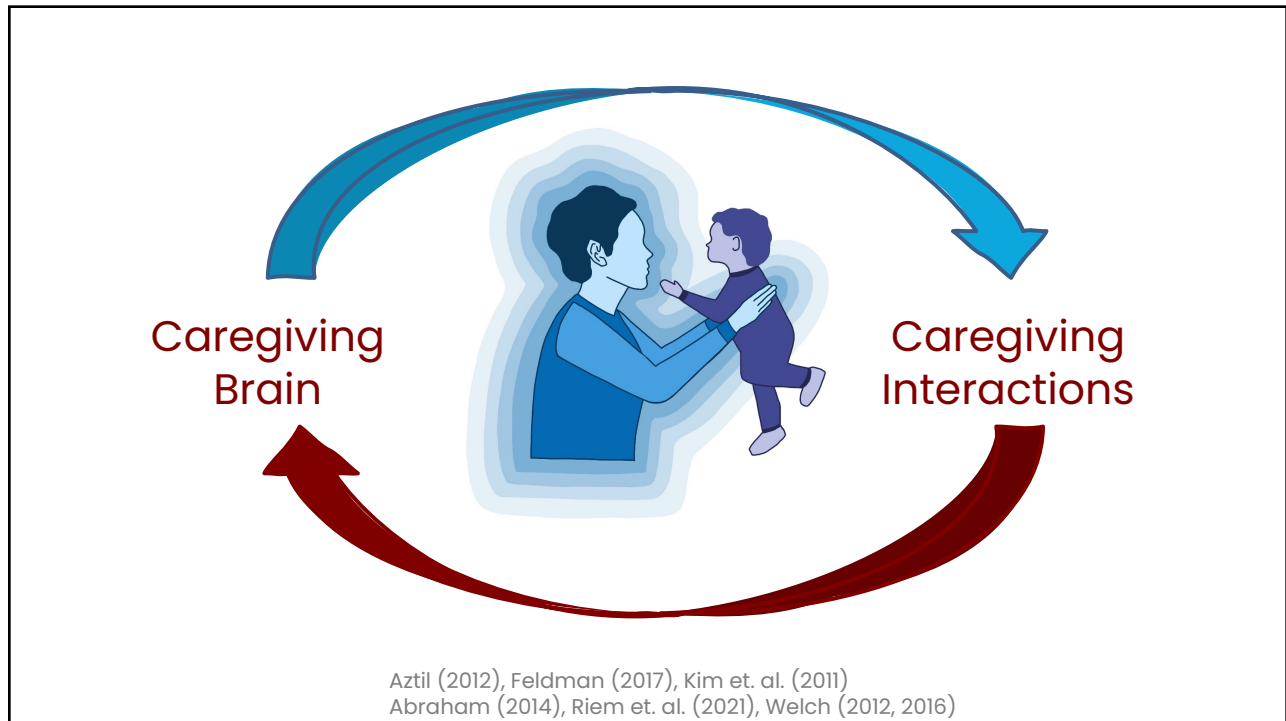 Caregiving
Brain
Caregiving
Interactions
Aztil (2012), Feldman (2017), Kim et. al. (2011)
Abraham (2014), Riem et. al. (2021), Welch (2012, 2016)